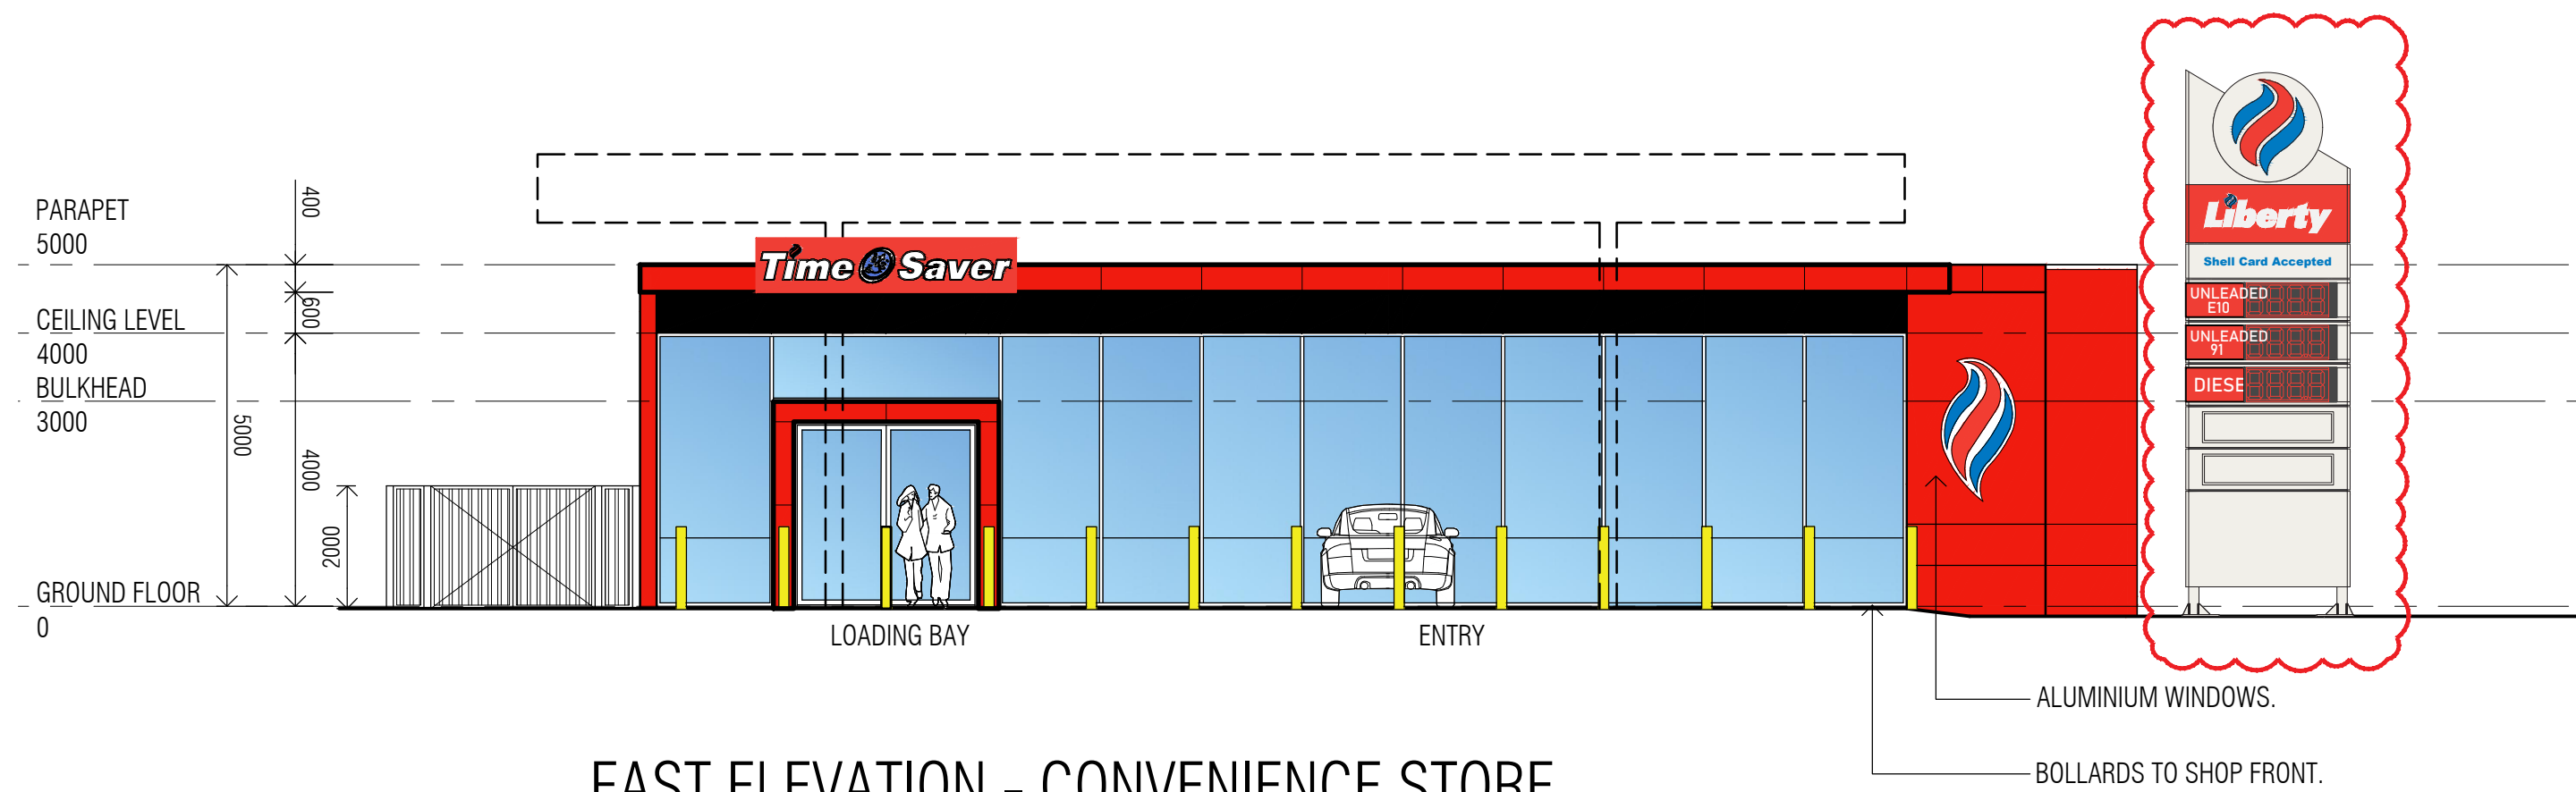 PARAPET
5000
CEILING LEVEL
4000
BULKHEAD
3000
GROUND FLOOR
0
400
600
5000
4000
2000
Time Saver
Liberty
Shell Card Accepted
UNLEADED
E10
UNLEADED
91
DIESE
LOADING BAY
ENTRY
ALUMINIUM WINDOWS.
BOLLARDS TO SHOP FRONT.
EAST ELEVATION - CONVENIENCE STORE